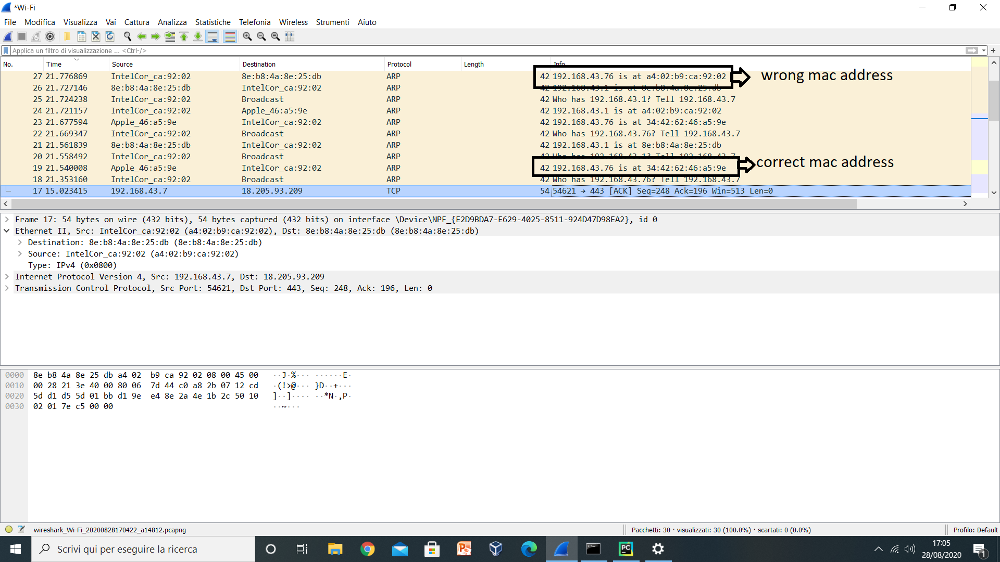 *Wi-Fi
File Modifica Visualizza Vai Cattura Analizza Statistiche Telefonia Wireless Strumenti Aiuto
Applica un filtro di visualizzazione ... <Ctrl-/>
No. Time Source Destination Protocol Length Info
27 21.776869 IntelCor_ca:92:02 8e:b8:4a:8e:25:db ARP 42 192.168.43.76 is at a4:02:b9:ca:92:02
wrong mac address
26 21.727146 8e:b8:4a:8e:25:db IntelCor_ca:92:02 ARP 42 192.168.43.1 is at 8e:b8:4a:8e:25:db
25 21.724238 IntelCor_ca:92:02 Broadcast ARP 42 Who has 192.168.43.1? Tell 192.168.43.7
24 21.721157 IntelCor_ca:92:02 Apple_46:a5:9e ARP 42 192.168.43.1 is at a4:02:b9:ca:92:02
23 21.677594 Apple_46:a5:9e IntelCor_ca:92:02 ARP 42 192.168.43.76 is at 34:42:62:46:a5:9e
22 21.669347 IntelCor_ca:92:02 Broadcast ARP 42 Who has 192.168.43.76? Tell 192.168.43.7
21 21.561839 8e:b8:4a:8e:25:db IntelCor_ca:92:02 ARP 42 192.168.43.1 is at 8e:b8:4a:8e:25:db
20 21.558492 IntelCor_ca:92:02 Broadcast ARP 42 Who has 192.168.43.1? Tell 192.168.43.7
19 21.540008 Apple_46:a5:9e IntelCor_ca:92:02 ARP 42 192.168.43.76 is at 34:42:62:46:a5:9e
correct mac address
18 21.353160 IntelCor_ca:92:02 Broadcast ARP 42 Who has 192.168.43.76? Tell 192.168.43.7
17 15.023415 192.168.43.7 18.205.93.209 TCP 54 54621 → 443 [ACK] Seq=248 Ack=196 Win=513 Len=0
Frame 17: 54 bytes on wire (432 bits), 54 bytes captured (432 bits) on interface \Device\NPF_{E2D9BDA7-E629-4025-8511-924D47D98EA2}, id 0
Ethernet II, Src: IntelCor_ca:92:02 (a4:02:b9:ca:92:02), Dst: 8e:b8:4a:8e:25:db (8e:b8:4a:8e:25:db)
Destination: 8e:b8:4a:8e:25:db (8e:b8:4a:8e:25:db)
Source: IntelCor_ca:92:02 (a4:02:b9:ca:92:02)
Type: IPv4 (0x0800)
Internet Protocol Version 4, Src: 192.168.43.7, Dst: 18.205.93.209
Transmission Control Protocol, Src Port: 54621, Dst Port: 443, Seq: 248, Ack: 196, Len: 0
0000 8e b8 4a 8e 25 db a4 02 b9 ca 92 02 08 00 45 00 ··J·%··· ······E·
0010 00 28 21 3e 40 00 80 06 7d 44 c0 a8 2b 07 12 cd ·(!>@··· }D··+···
0020 5d d1 d5 5d 01 bb d1 9e e4 8e 2a 4e 1b 2c 50 10 ]··]···· ··*N·,P·
0030 02 01 7e c5 00 00 ··~···
wireshark_Wi-Fi_20200828170422_a14812.pcapng
Pacchetti: 30 · visualizzati: 30 (100.0%) · scartati: 0 (0.0%)
Profilo: Default
Scrivi qui per eseguire la ricerca
PC
17:05
28/08/2020
1